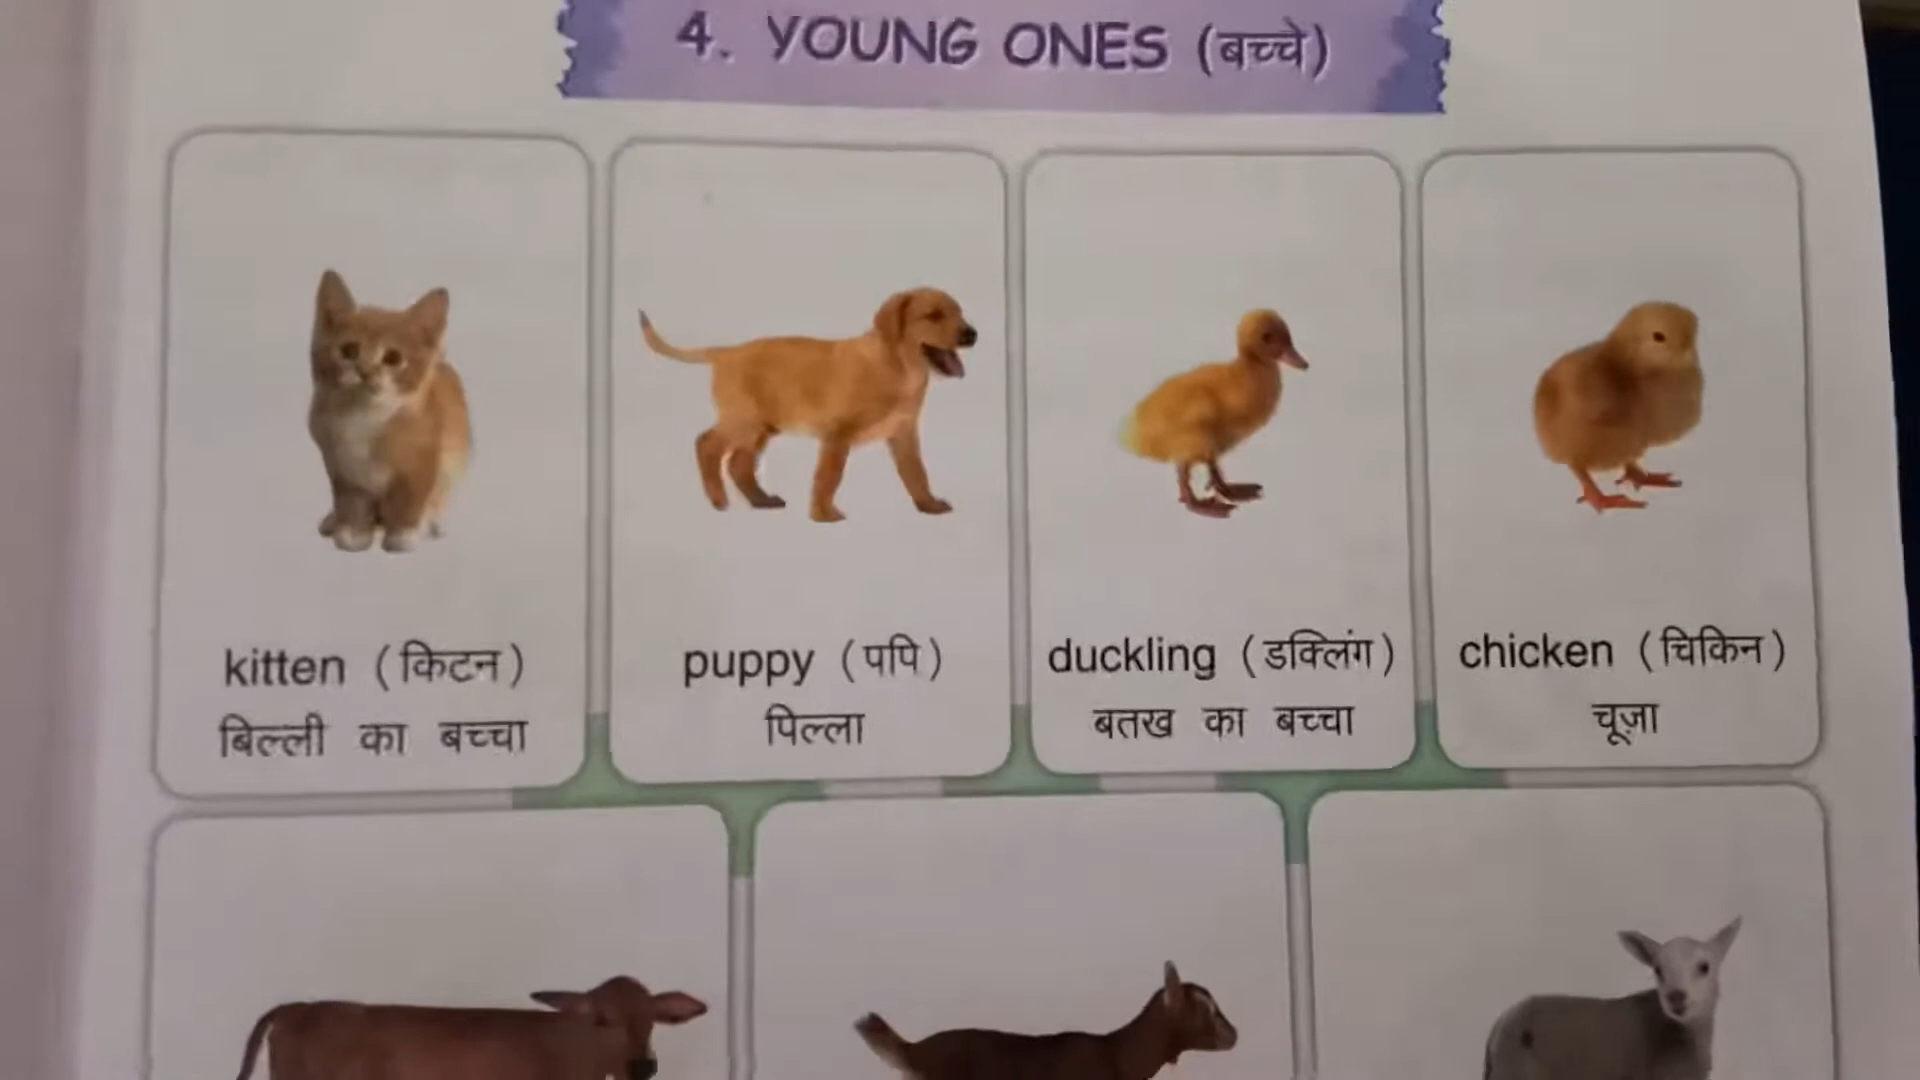 4. YOUNG ONES (बच्चे)
kitten (किटन)
बिल्ली का बच्चा
puppy (पपि)
पिल्ला
duckling (डक्लिंग)
बतख का बच्चा
chicken (चिकिन)
चूज़ा